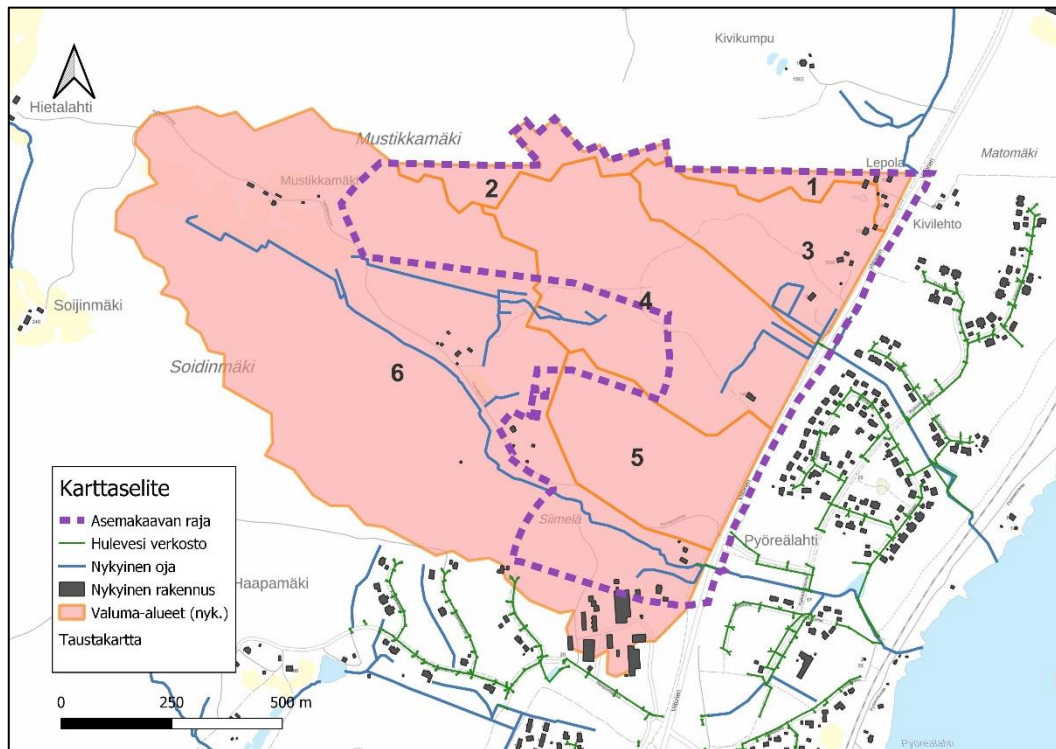 Kivikumpu
Hietalahti
Mustikkamäki
Lepola
Matomäki
Mustikkamäki
2
1
Kivilehto
3
Soijinmäki
4
Soidinmäki
6
5
Karttaselite
Asemakaavan raja
Hulevesi verkosto
Nykyinen oja
Nykyinen rakennus
Valuma-alueet (nyk.)
Taustakartta
Siimelä
Pyöreälahti
Haapamäki
0 250 500 m
Pyöreälahti